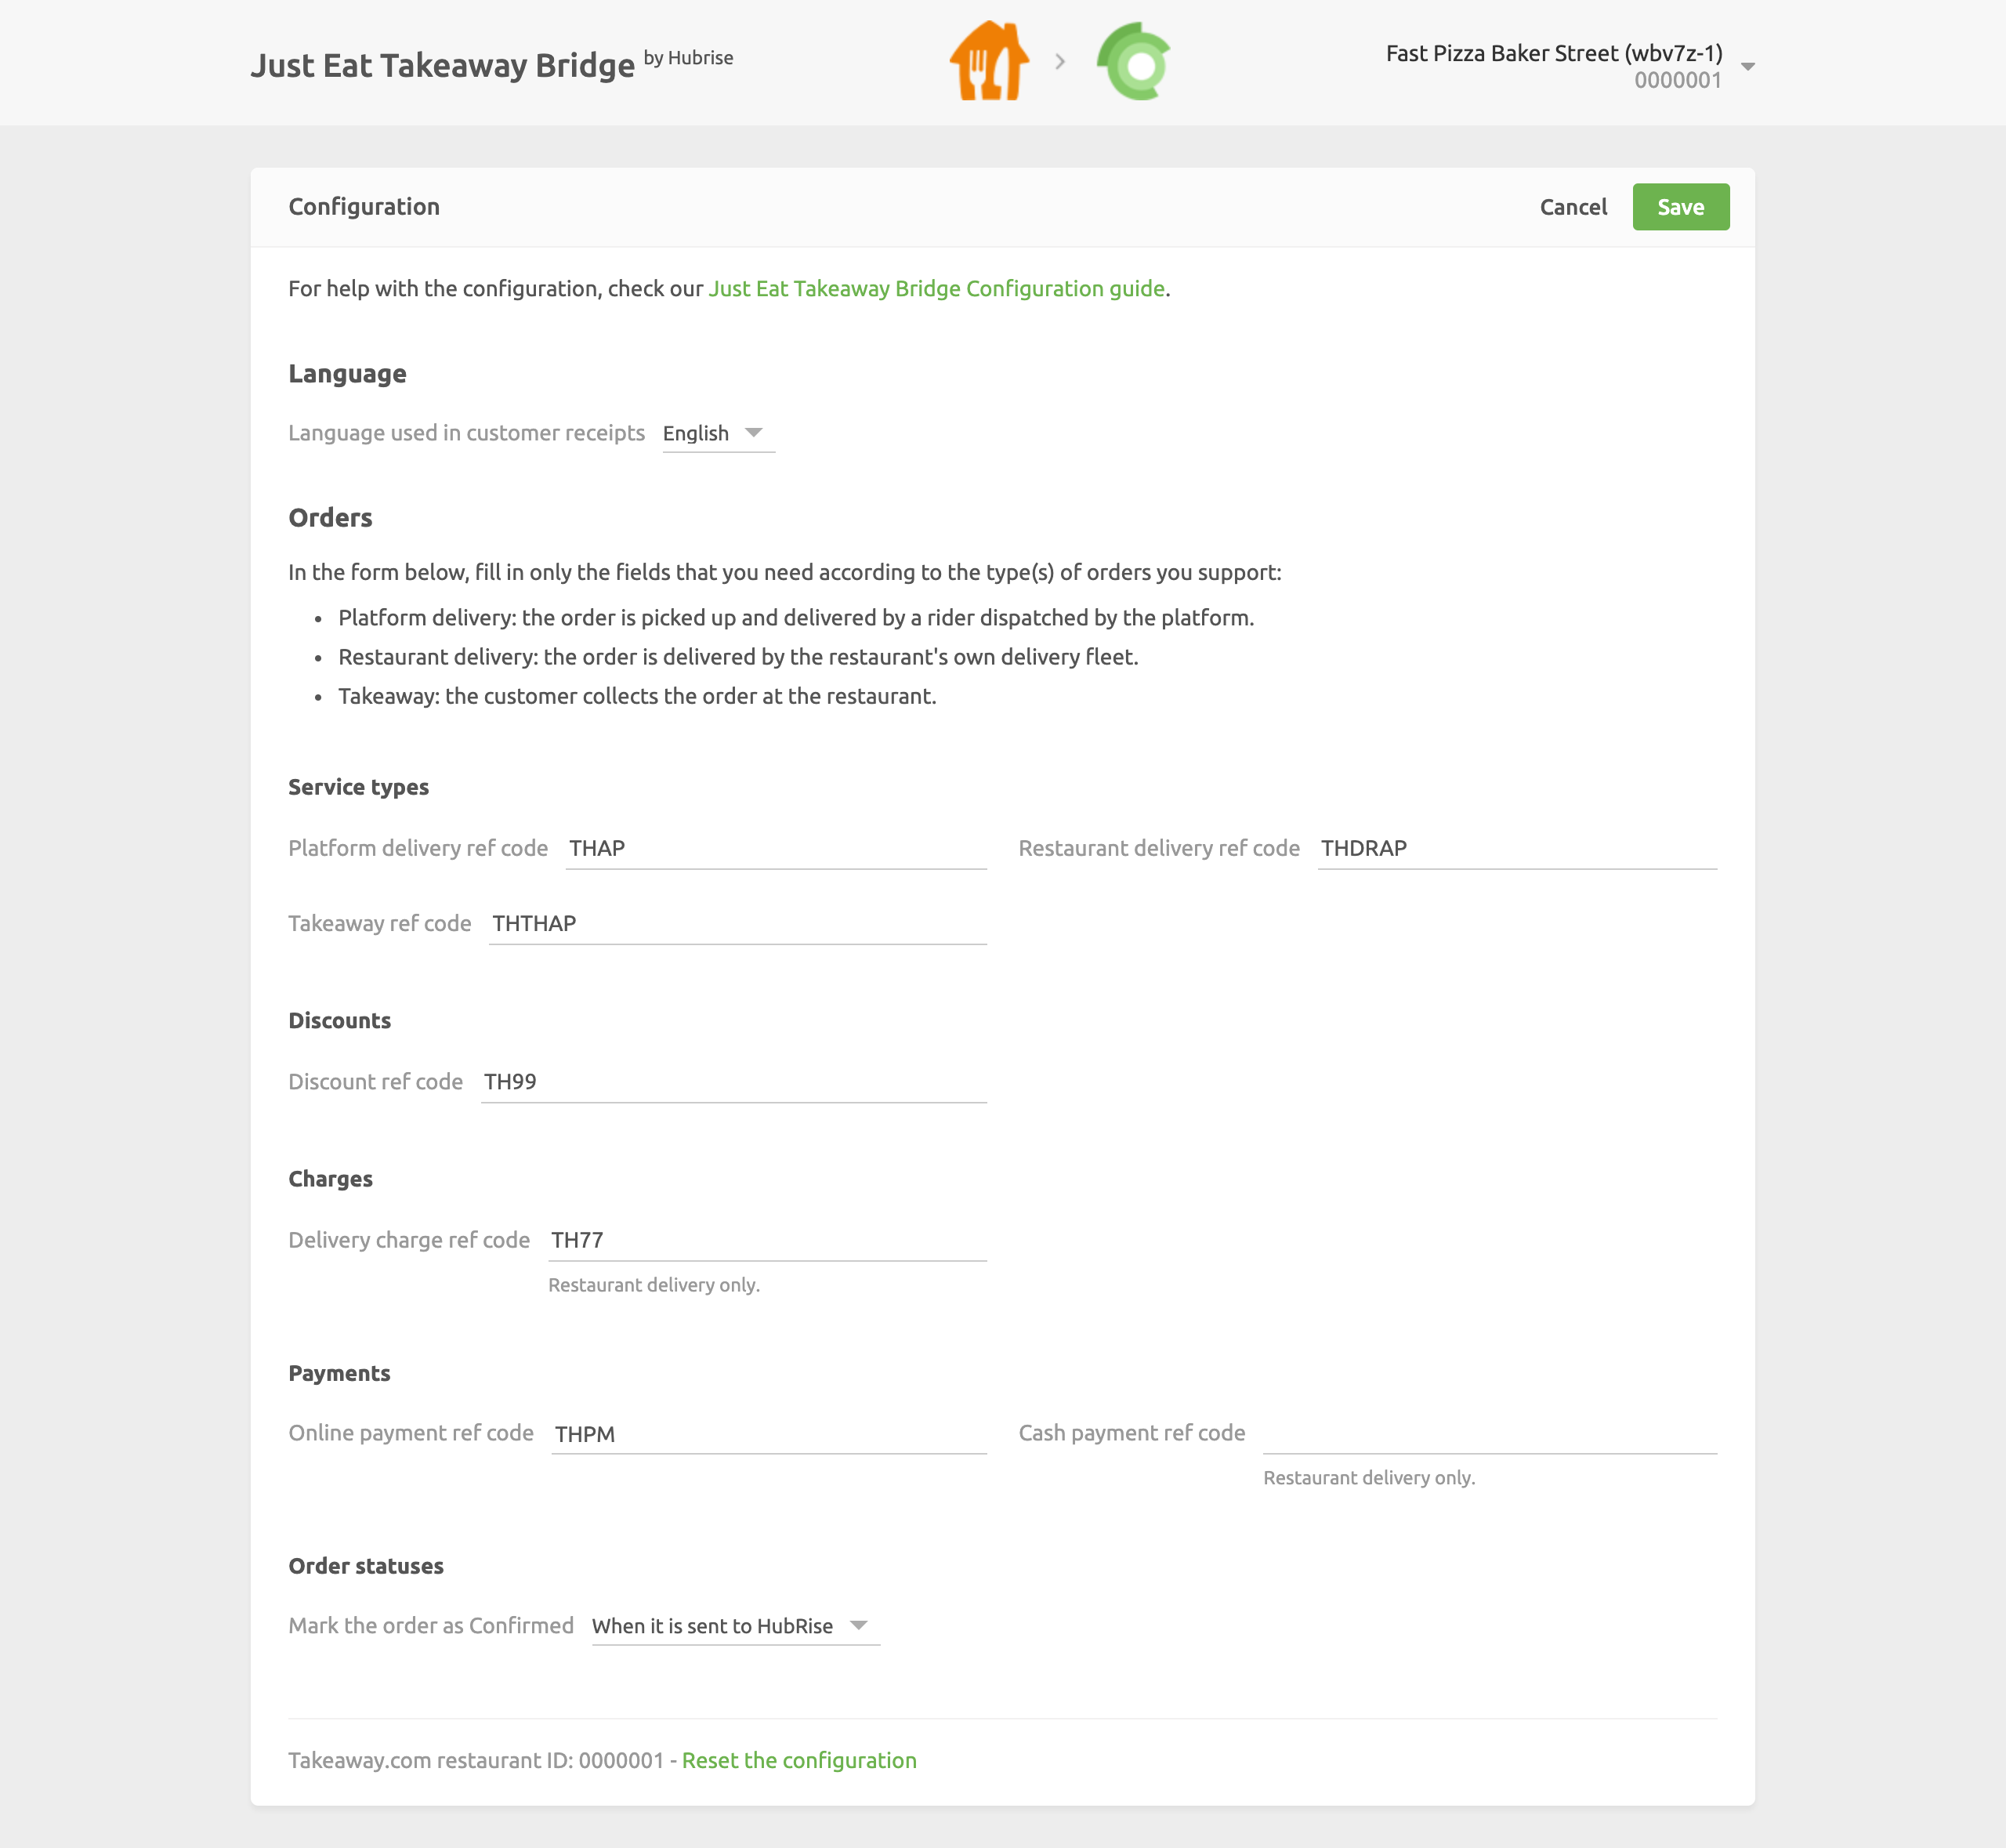 Just Eat Takeaway Bridge by Hubrise
Fast Pizza Baker Street (wbv7z-1)
0000001
Configuration
Cancel
Save
For help with the configuration, check our Just Eat Takeaway Bridge Configuration guide.
Language
Language used in customer receipts English
Orders
In the form below, fill in only the fields that you need according to the type(s) of orders you support:
• Platform delivery: the order is picked up and delivered by a rider dispatched by the platform.
• Restaurant delivery: the order is delivered by the restaurant's own delivery fleet.
• Takeaway: the customer collects the order at the restaurant.
Service types
Platform delivery ref code THAP
Restaurant delivery ref code THDRAP
Takeaway ref code THTHAP
Discounts
Discount ref code TH99
Charges
Delivery charge ref code TH77
Restaurant delivery only.
Payments
Online payment ref code THPM
Cash payment ref code
Restaurant delivery only.
Order statuses
Mark the order as Confirmed When it is sent to HubRise
Takeaway.com restaurant ID: 0000001 - Reset the configuration